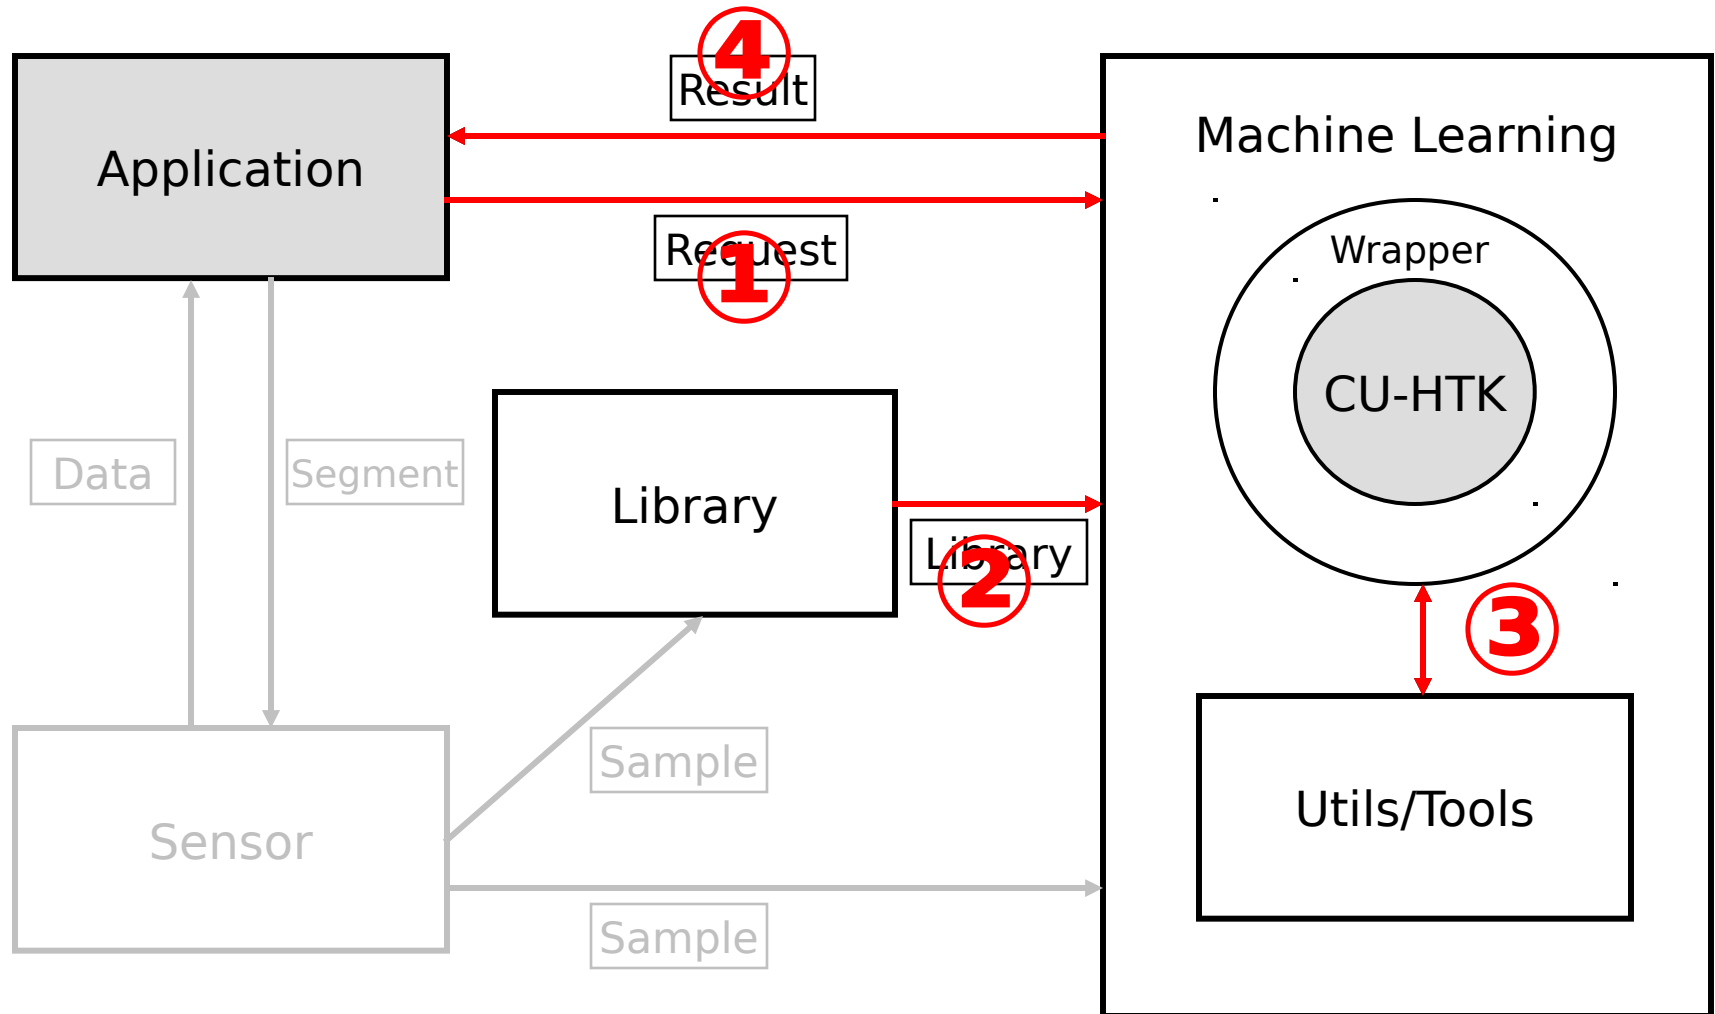 ④
Result
Application
Machine Learning
Request
①
Wrapper
CU-HTK
Data
Segment
Library
Library
②
③
Sample
Utils/Tools
Sensor
Sample